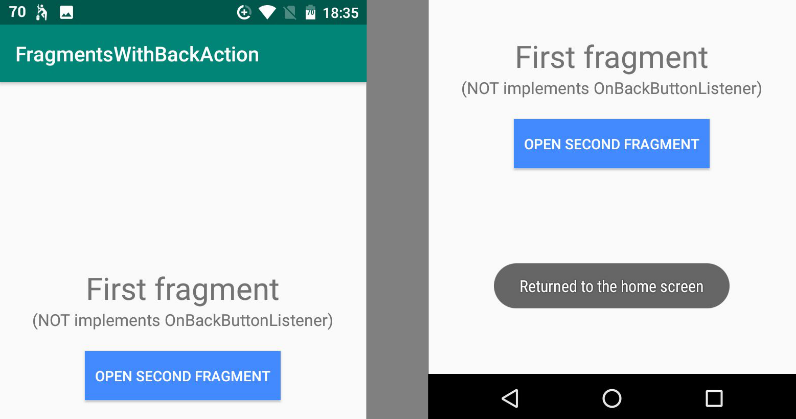 70 18:35
FragmentsWithBackAction
First fragment
(NOT implements OnBackButtonListener)
OPEN SECOND FRAGMENT
First fragment
(NOT implements OnBackButtonListener)
OPEN SECOND FRAGMENT
Returned to the home screen